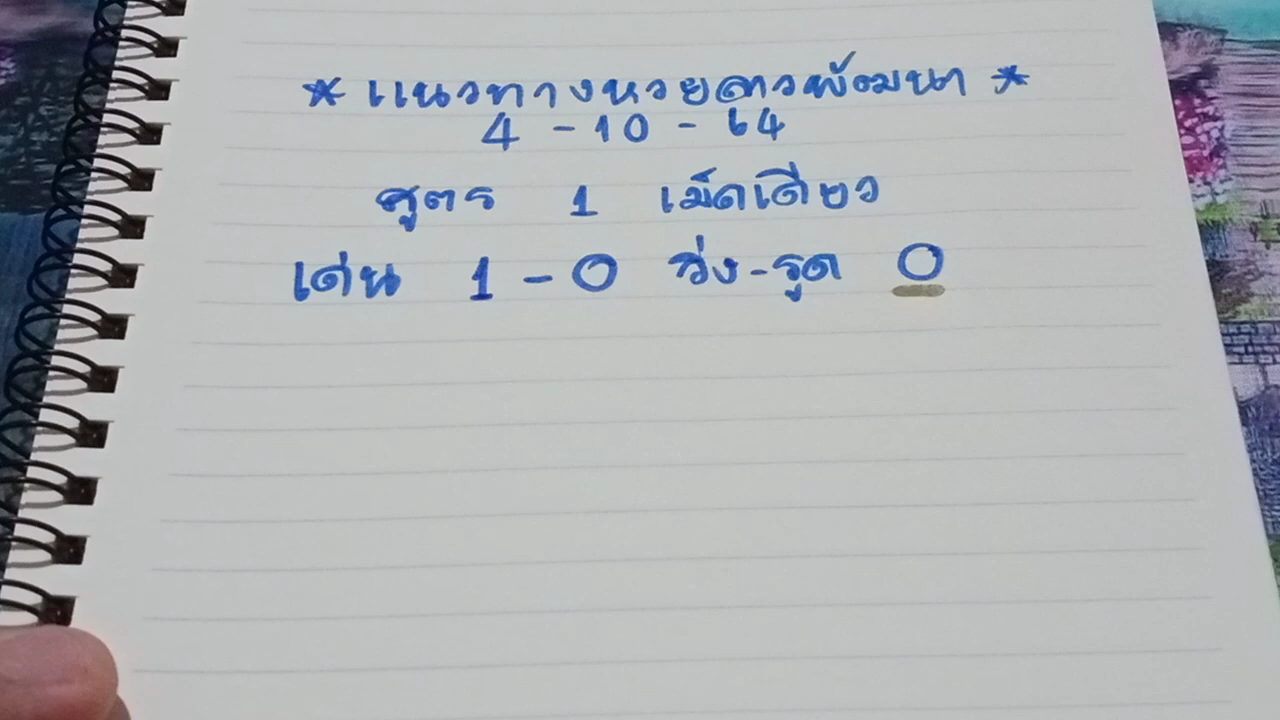 * แนวทางหวยลาวพัฒนา *
4 - 10 - 64
สูตร 1 เม็ดเดียว
เด่น 1 - 0 วิ่ง - รูด 0